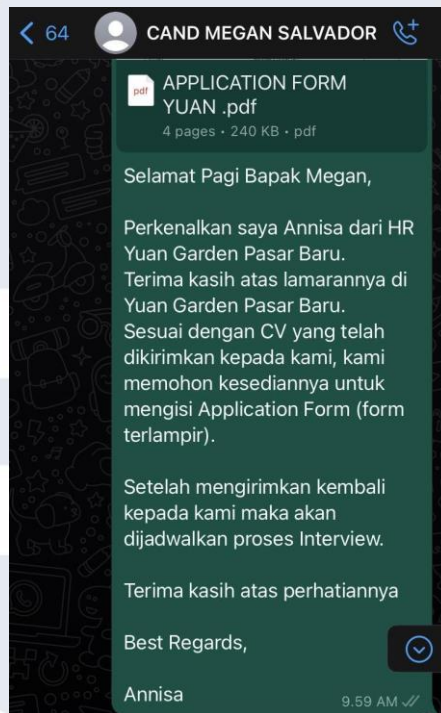 64
CAND MEGAN SALVADOR
pdf
APPLICATION FORM
YUAN .pdf
4 pages • 240 KB • pdf
Selamat Pagi Bapak Megan,
Perkenalkan saya Annisa dari HR
Yuan Garden Pasar Baru.
Terima kasih atas lamarannya di
Yuan Garden Pasar Baru.
Sesuai dengan CV yang telah
dikirimkan kepada kami, kami
memohon kesediannya untuk
mengisi Application Form (form
terlampir).
Setelah mengirimkan kembali
kepada kami maka akan
dijadwalkan proses Interview.
Terima kasih atas perhatiannya
Best Regards,
Annisa
9.59 AM